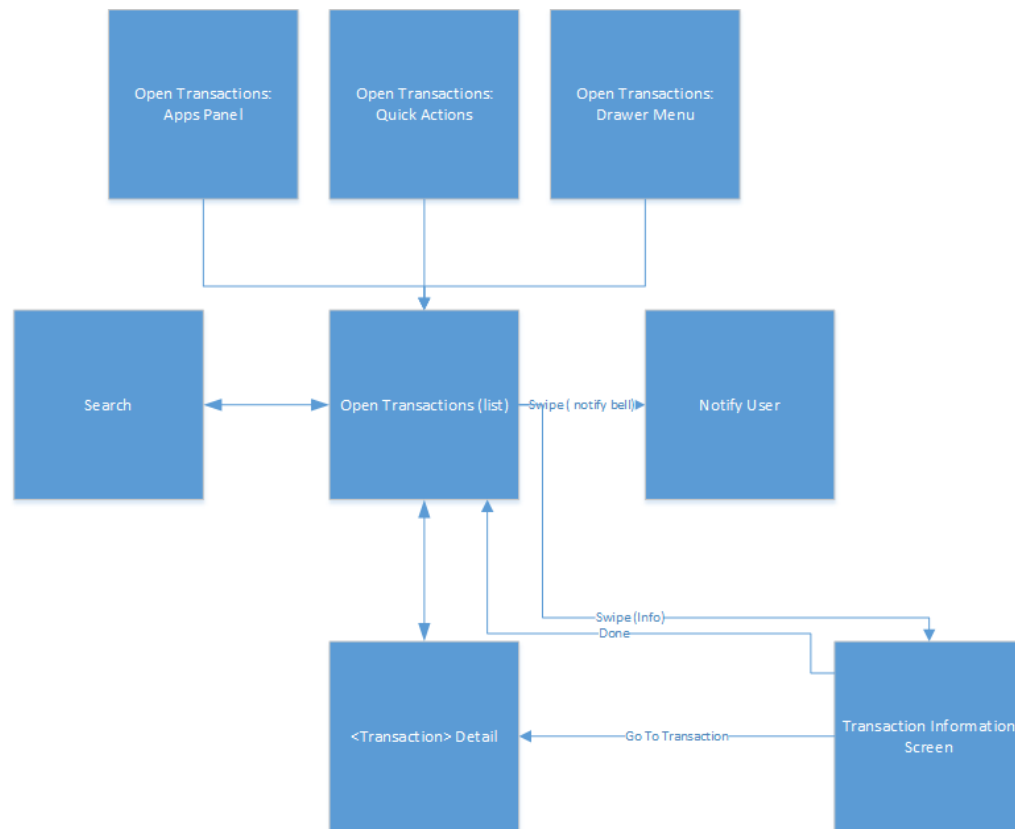 Open Transactions:
Apps Panel
Open Transactions:
Quick Actions
Open Transactions:
Drawer Menu
Search
Open Transactions (list)
Swipe ( notify bell)
Notify User
Swipe (Info)
Done
<Transaction> Detail
Go To Transaction
Transaction Information
Screen